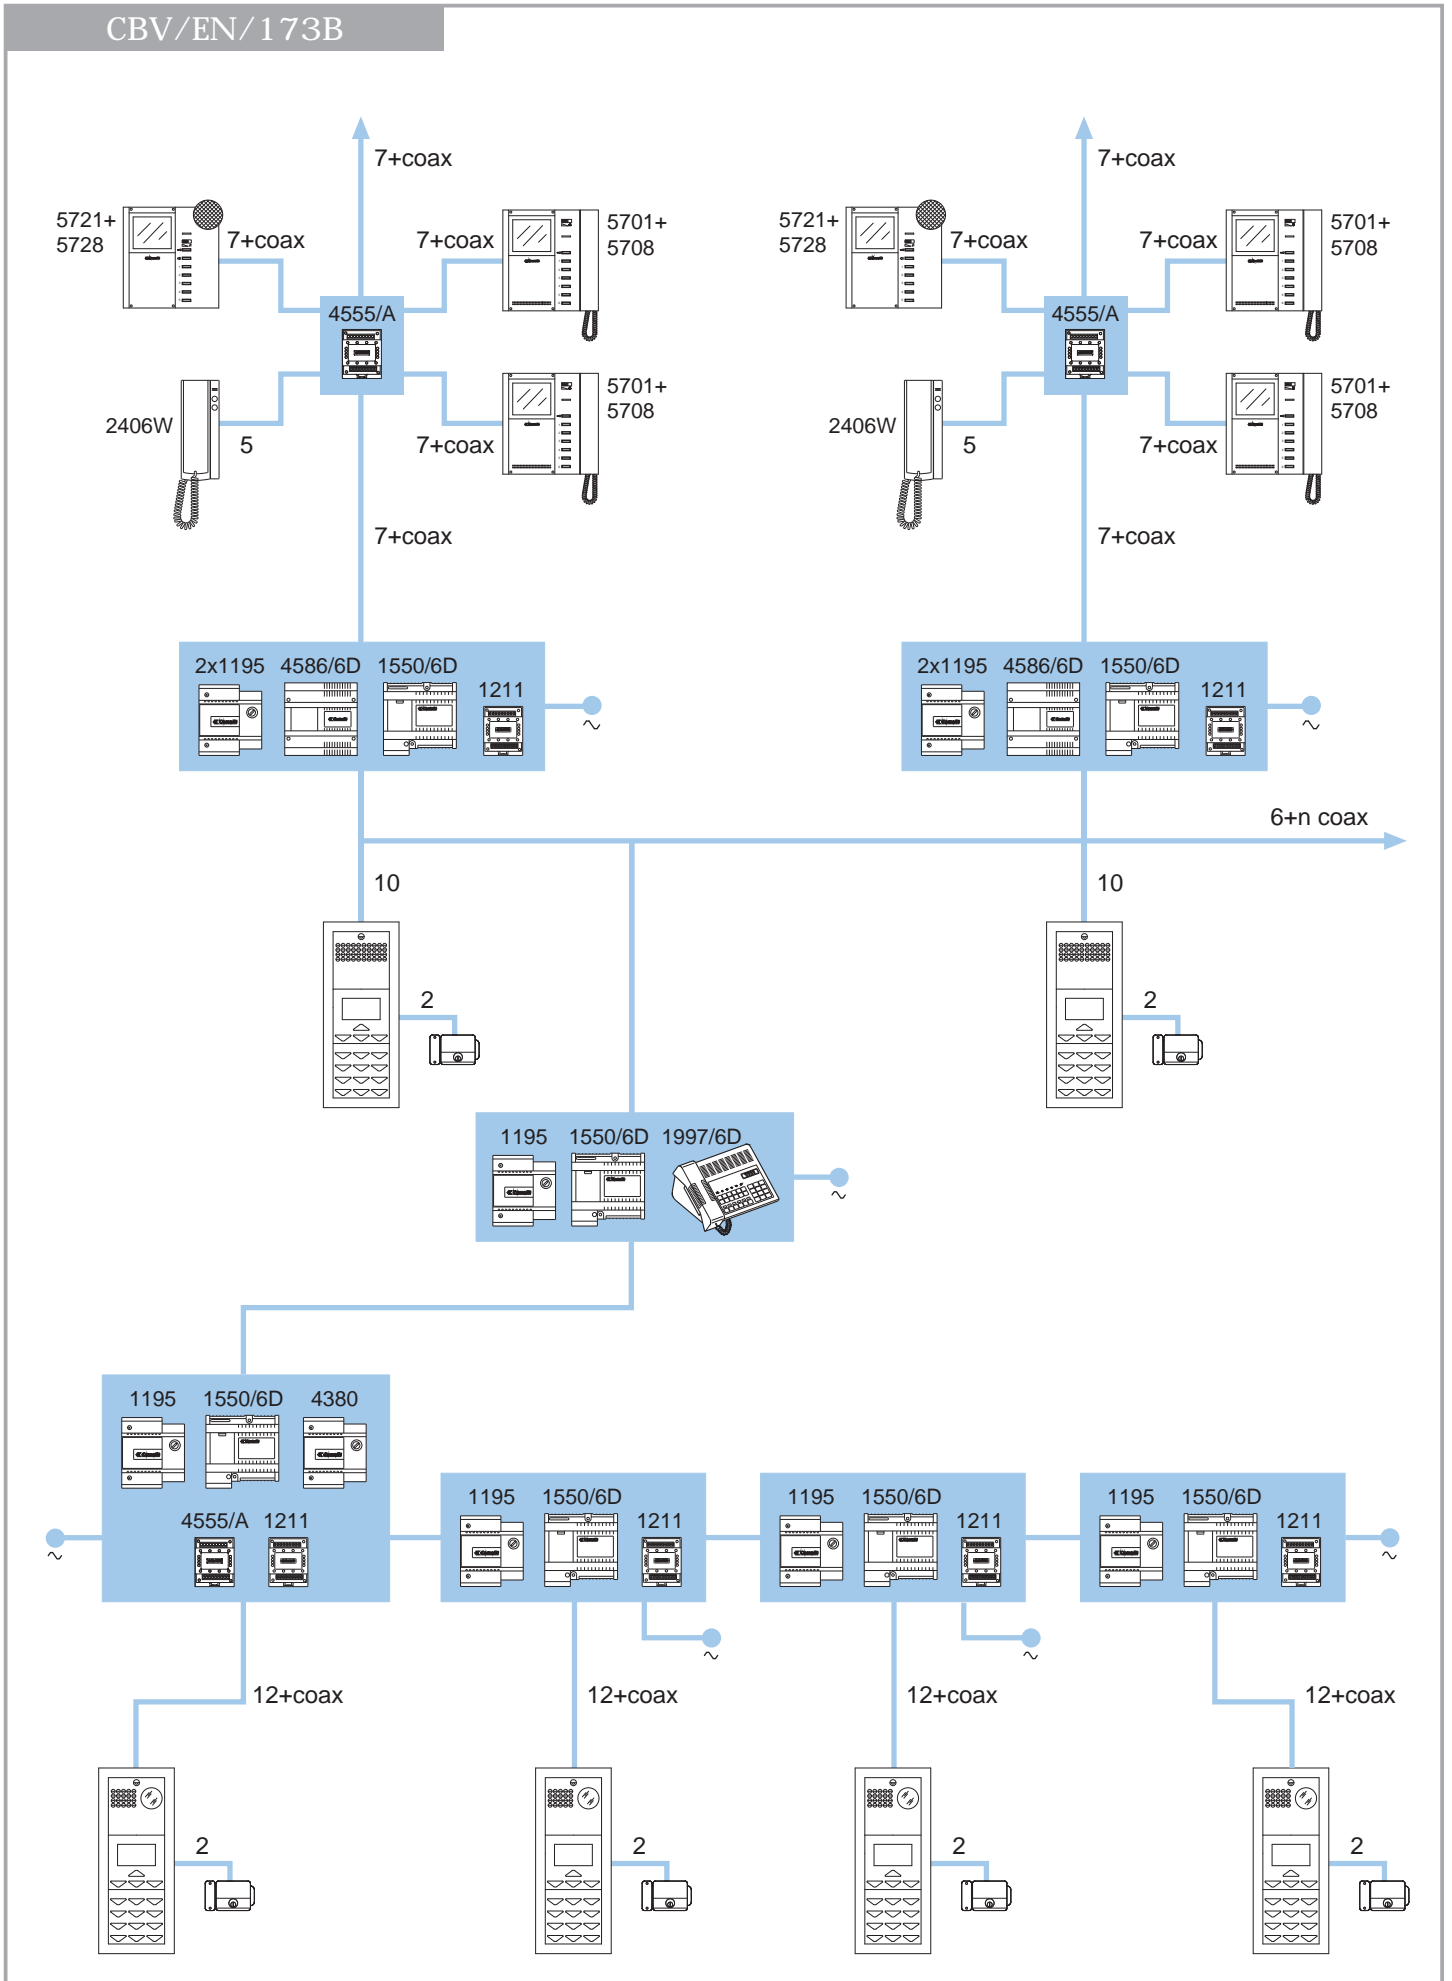 CBV/EN/173B
7+coax
7+coax
5721+
5728
7+coax
7+coax
5701+
5708
5721+
5728
7+coax
7+coax
5701+
5708
4555/A
4555/A
2406W
5
7+coax
5701+
5708
2406W
5
7+coax
5701+
5708
7+coax
7+coax
2x1195 4586/6D 1550/6D 1211
~
2x1195 4586/6D 1550/6D 1211
~
6+n coax
10
10
2
2
1195 1550/6D 1997/6D
~
1195 1550/6D 4380
4555/A 1211
~
1195 1550/6D 1211
~
1195 1550/6D 1211
~
1195 1550/6D 1211
~
12+coax
12+coax
12+coax
12+coax
2
2
2
2